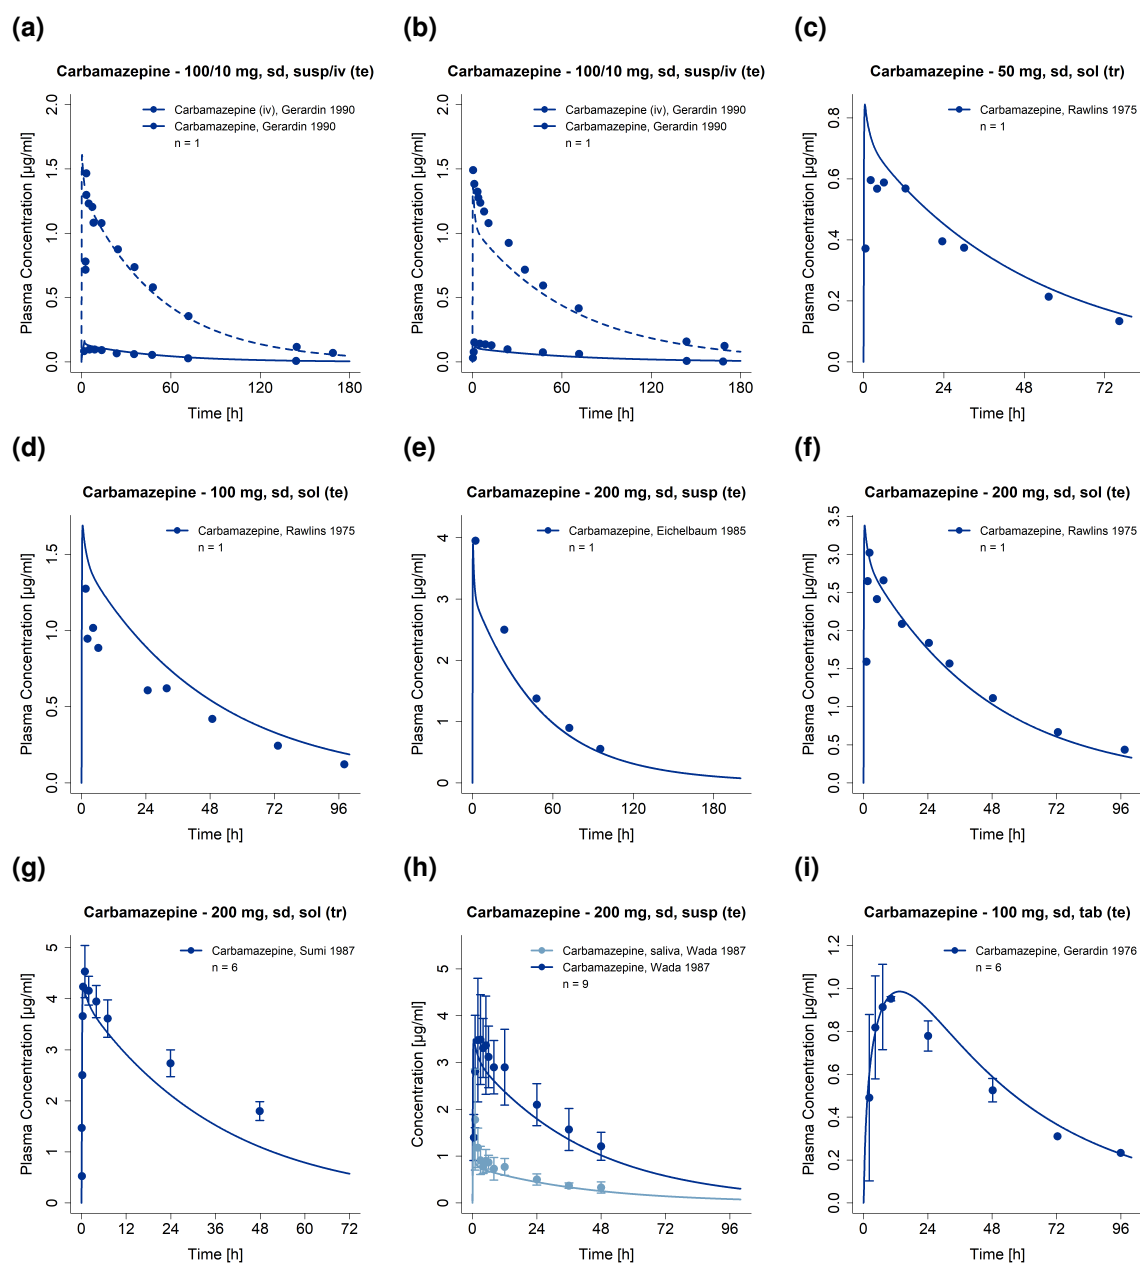 (a)
Carbamazepine - 100/10 mg, sd, susp/iv (te)
Carbamazepine (iv), Gerardin 1990
Carbamazepine, Gerardin 1990
n = 1
Plasma Concentration [µg/ml]
2.0
1.5
1.0
0.5
0.0
0 60 120 180
Time [h]
(b)
Carbamazepine - 100/10 mg, sd, susp/iv (te)
Carbamazepine (iv), Gerardin 1990
Carbamazepine, Gerardin 1990
n = 1
Plasma Concentration [µg/ml]
2.0
1.5
1.0
0.5
0.0
0 60 120 180
Time [h]
(c)
Carbamazepine - 50 mg, sd, sol (tr)
Carbamazepine, Rawlins 1975
n = 1
Plasma Concentration [µg/ml]
0.8
0.6
0.4
0.2
0.0
0 24 48 72
Time [h]
(d)
Carbamazepine - 100 mg, sd, sol (te)
Carbamazepine, Rawlins 1975
n = 1
Plasma Concentration [µg/ml]
1.5
1.0
0.5
0.0
0 24 48 72 96
Time [h]
(e)
Carbamazepine - 200 mg, sd, susp (te)
Carbamazepine, Eichelbaum 1985
n = 1
Plasma Concentration [µg/ml]
4
3
2
1
0
0 60 120 180
Time [h]
(f)
Carbamazepine - 200 mg, sd, sol (te)
Carbamazepine, Rawlins 1975
n = 1
Plasma Concentration [µg/ml]
3.5
3.0
2.5
2.0
1.5
1.0
0.5
0.0
0 24 48 72 96
Time [h]
(g)
Carbamazepine - 200 mg, sd, sol (tr)
Carbamazepine, Sumi 1987
n = 6
Plasma Concentration [µg/ml]
5
4
3
2
1
0
0 12 24 36 48 60 72
Time [h]
(h)
Carbamazepine - 200 mg, sd, susp (te)
Carbamazepine, saliva, Wada 1987
Carbamazepine, Wada 1987
n = 9
Concentration [µg/ml]
5
4
3
2
1
0
0 24 48 72 96
Time [h]
(i)
Carbamazepine - 100 mg, sd, tab (te)
Carbamazepine, Gerardin 1976
n = 6
Plasma Concentration [µg/ml]
1.2
1.0
0.8
0.6
0.4
0.2
0.0
0 24 48 72 96
Time [h]